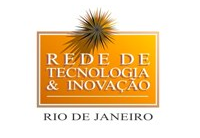 REDE DE
TECNOLOGIA
& INOVAÇÃO
RIO DE JANEIRO